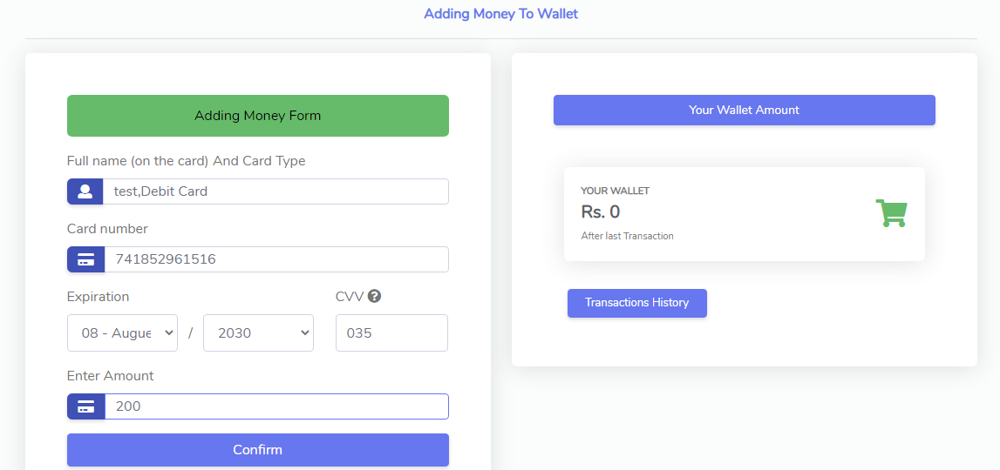 Adding Money To Wallet
Adding Money Form
Full name (on the card) And Card Type
test,Debit Card
Card number
741852961516
Expiration
CVV ?
08 - Augue
/
2030
035
Enter Amount
200
Confirm
Your Wallet Amount
YOUR WALLET
Rs. 0
After last Transaction
Transactions History